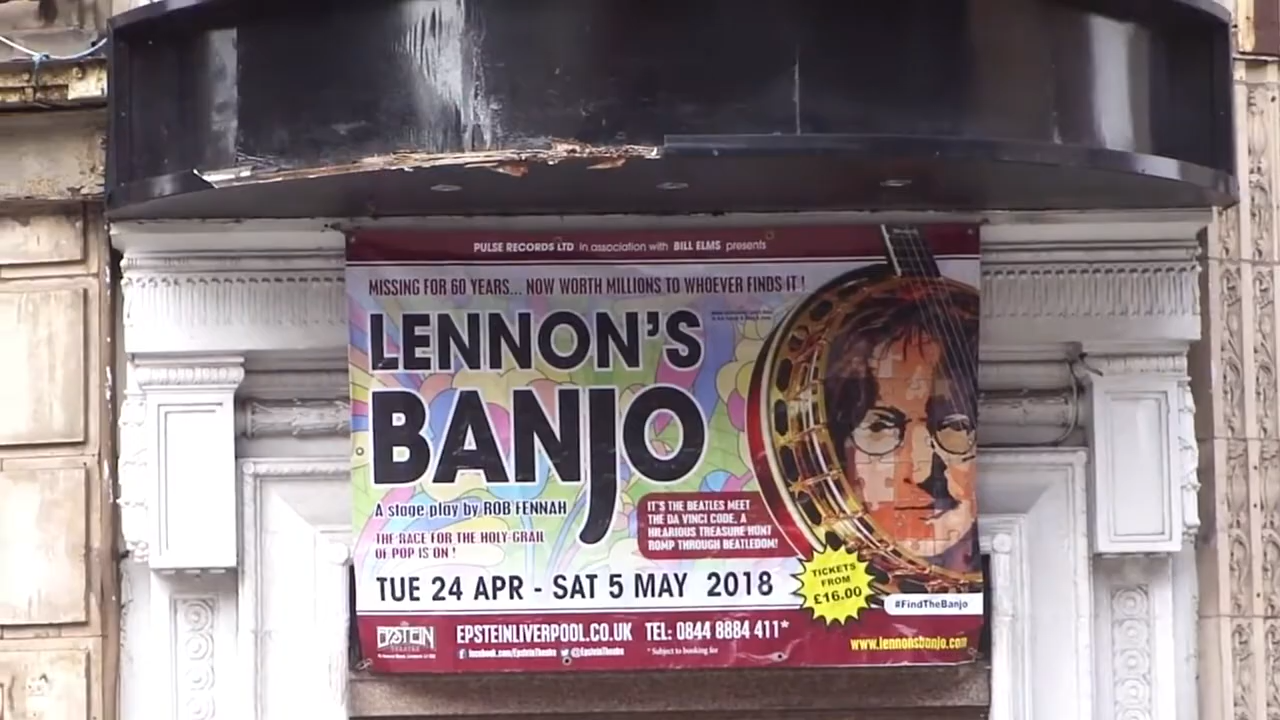 PULSE RECORDS LTD in association with BILL ELMS presents
MISSING FOR 60 YEARS... NOW WORTH MILLIONS TO WHOEVER FINDS IT !
LENNON'S
BANJO
A stage play by ROB FENNAH
THE RACE FOR THE HOLY GRAIL
OF POP IS ON !
IT'S THE BEATLES MEET
THE DA VINCI CODE, A
HILARIOUS TREASURE HUNT
ROMP THROUGH BEATLEDOM!
TUE 24 APR - SAT 5 MAY 2018
TICKETS
FROM
£16.00
#FindTheBanjo
EPSTEIN
THEATRE
EPSTEINLIVERPOOL.CO.UK TEL: 0844 8884 411*
facebook.com/EpsteinTheatre @EpsteinTheatre * Subject to booking fee
www.lennonsbanjo.com